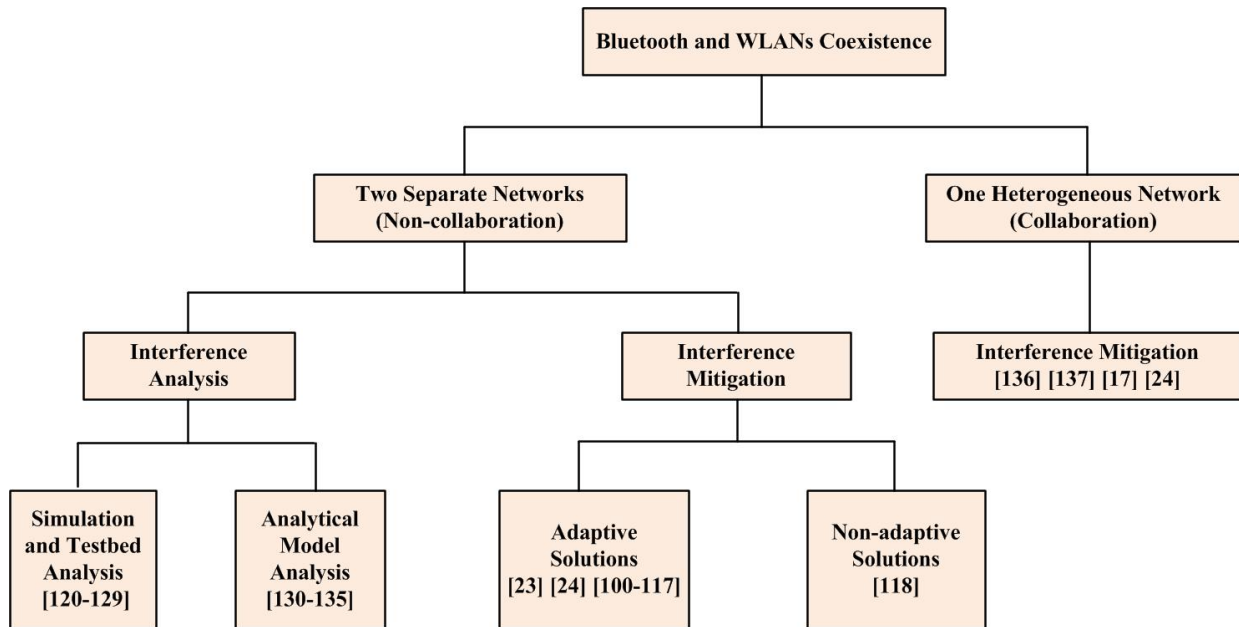 Bluetooth and WLANs Coexistence
Two Separate Networks
(Non-collaboration)
One Heterogeneous Network
(Collaboration)
Interference
Analysis
Interference
Mitigation
Interference Mitigation
[136] [137] [17] [24]
Simulation
and Testbed
Analysis
[120-129]
Analytical
Model
Analysis
[130-135]
Adaptive
Solutions
[23] [24] [100-117]
Non-adaptive
Solutions
[118]